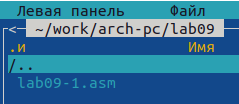 Левая панель Файл
<— ~/work/arch-pc/lab09
.и Имя
/..
lab09-1.asm